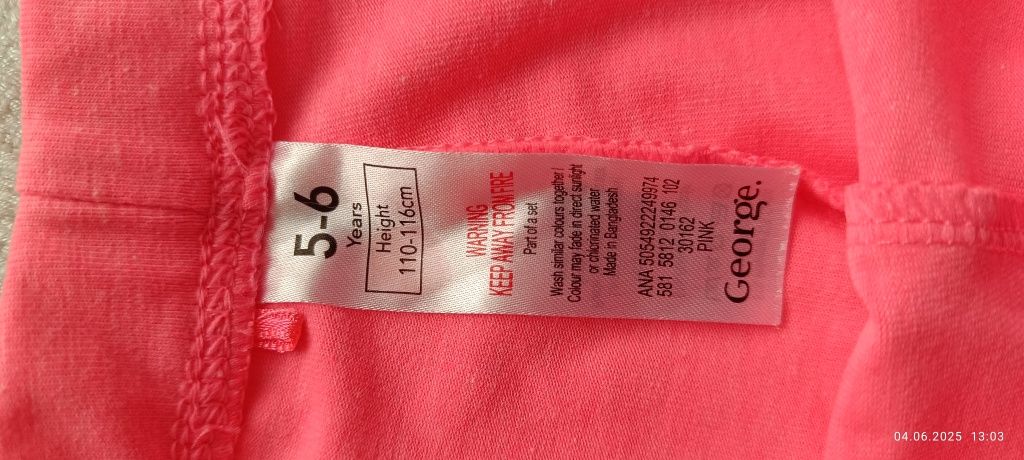 5-6
Years
Height
110-116cm
WARNING
KEEP AWAY FROM FIRE
Part of a set
Wash similar colours together /
Colour may fade in direct sunlight
or chlorinated water
Made in Bangladesh
ANA 5054922249974
581 5812 0146 102
30162
PINK
George.
04.06.2025 13:03